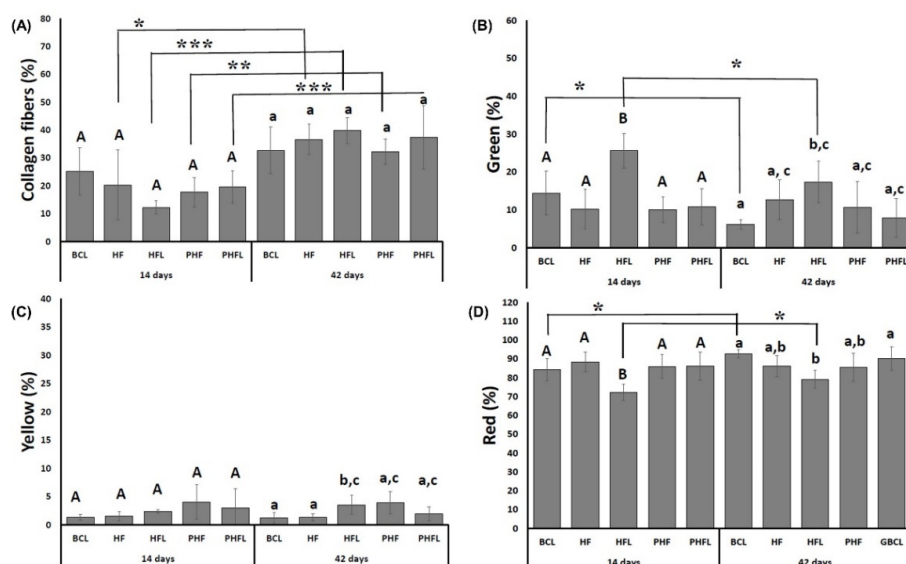 (A)
Collagen fibers (%)
80
70
60
50
40
30
20
10
0
*
***
**
***
A A A A A a a a a a
BCL HF HFL PHF PHFL BCL HF HFL PHF PHFL
14 days 42 days
(B)
Green (%)
60
50
40
30
20
10
0
*
*
A A B A A a a, c b,c a,c a,c
BCL HF HFL PHF PHFL BCL HF HFL PHF PHFL
14 days 42 days
(C)
Yellow (%)
40
35
30
25
20
15
10
5
0
A A A A A a a b,c a,c a,c
BCL HF HFL PHF PHFL BCL HF HFL PHF PHFL
14 days 42 days
(D)
Red (%)
120
110
100
90
80
70
60
50
40
30
20
10
0
*
*
A A B A A a a,b b a,b a
BCL HF HFL PHF PHFL BCL HF HFL PHF GBCL
14 days 42 days